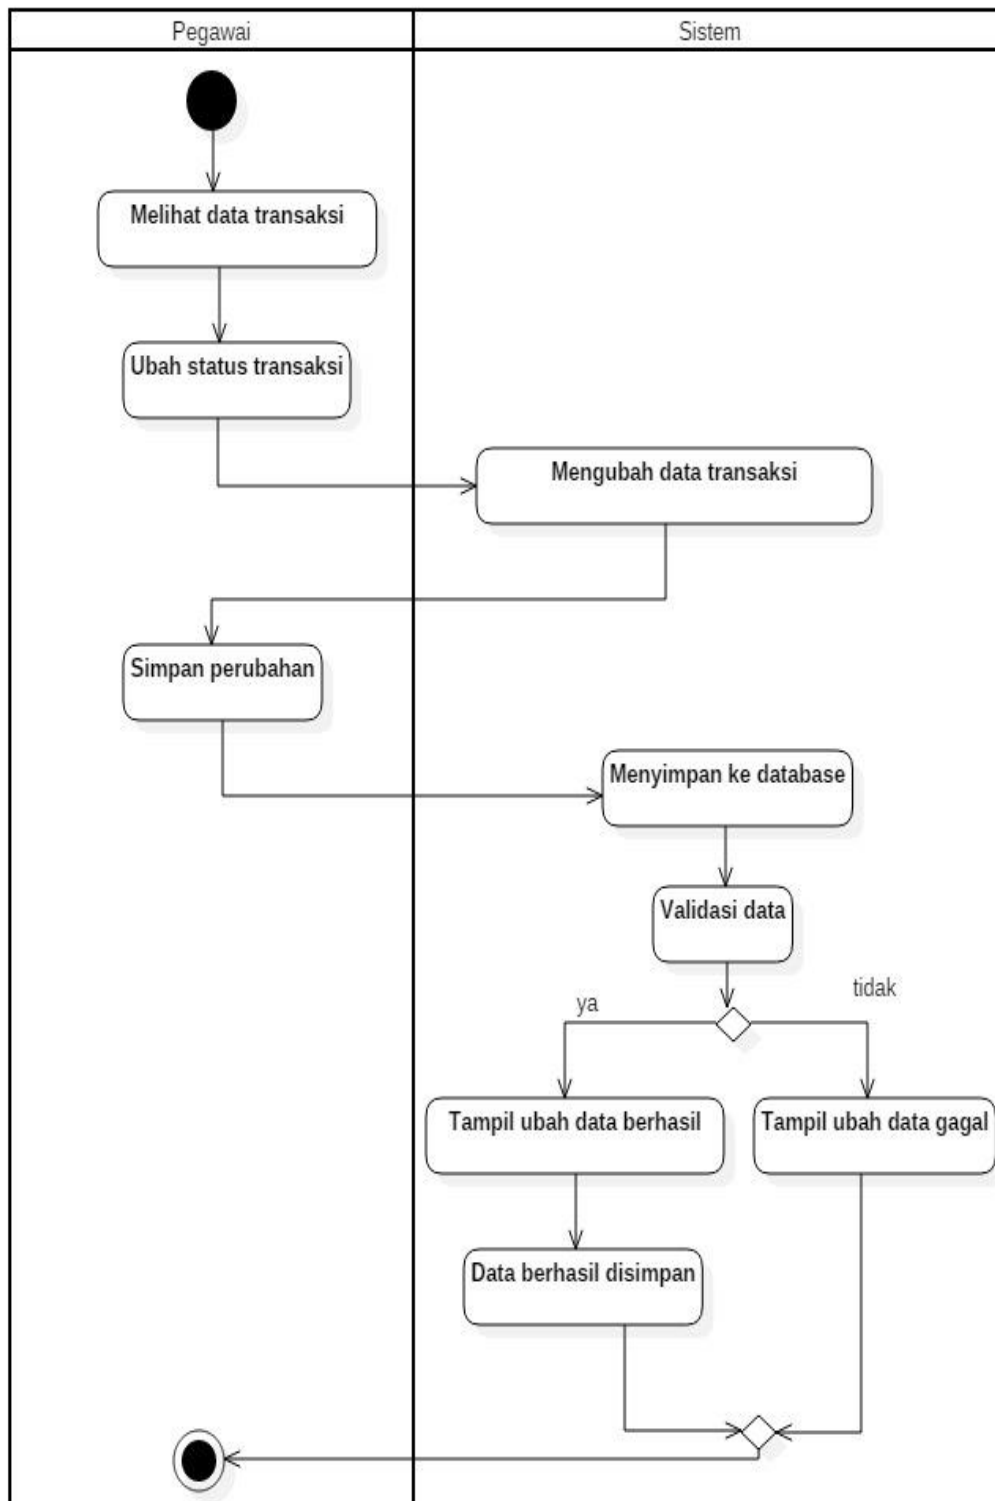 Pegawai
Sistem
Melihat data transaksi
Ubah status transaksi
Mengubah data transaksi
Simpan perubahan
Menyimpan ke database
Validasi data
ya
tidak
Tampil ubah data berhasil
Tampil ubah data gagal
Data berhasil disimpan